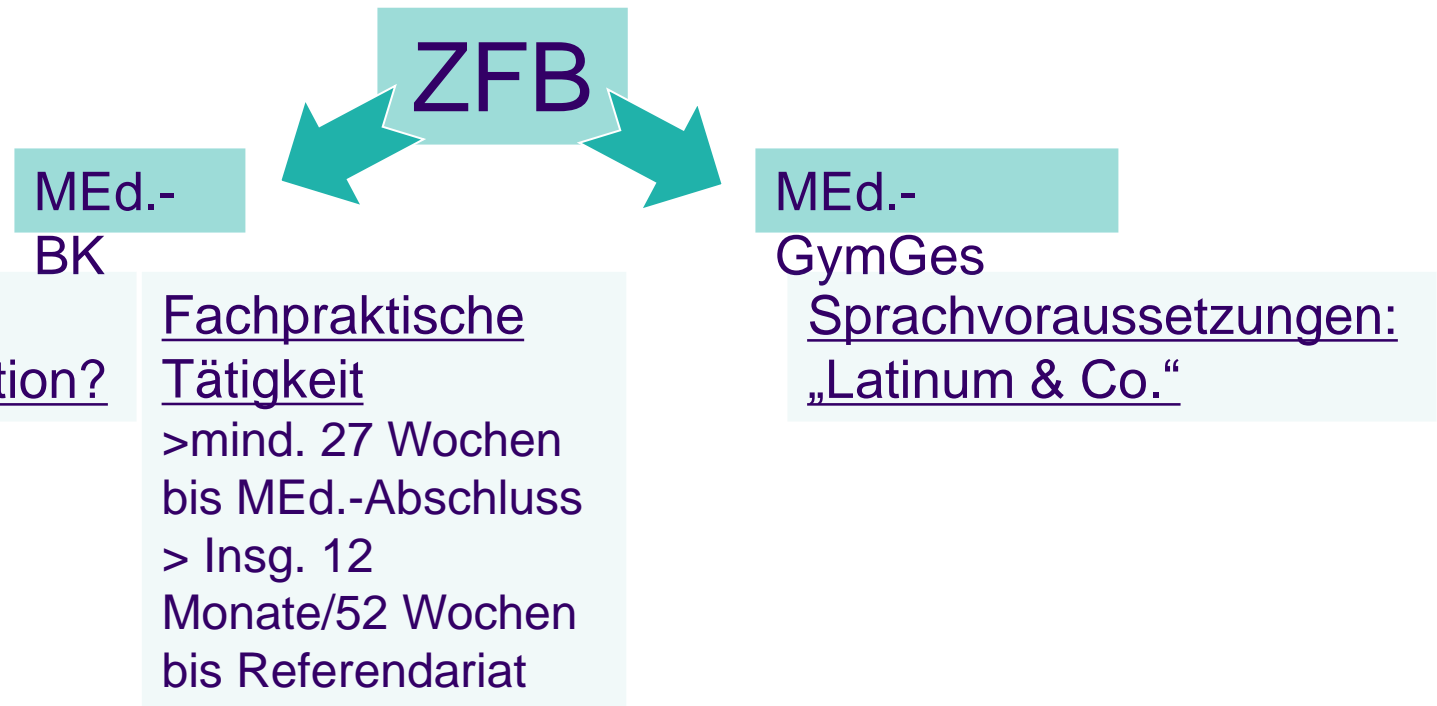 ZFB
MEd.-
BK
tion?
Fachpraktische
Tätigkeit
>mind. 27 Wochen
bis MEd.-Abschluss
> Insg. 12
Monate/52 Wochen
bis Referendariat
MEd.-
GymGes
Sprachvoraussetzungen:
„Latinum & Co.“